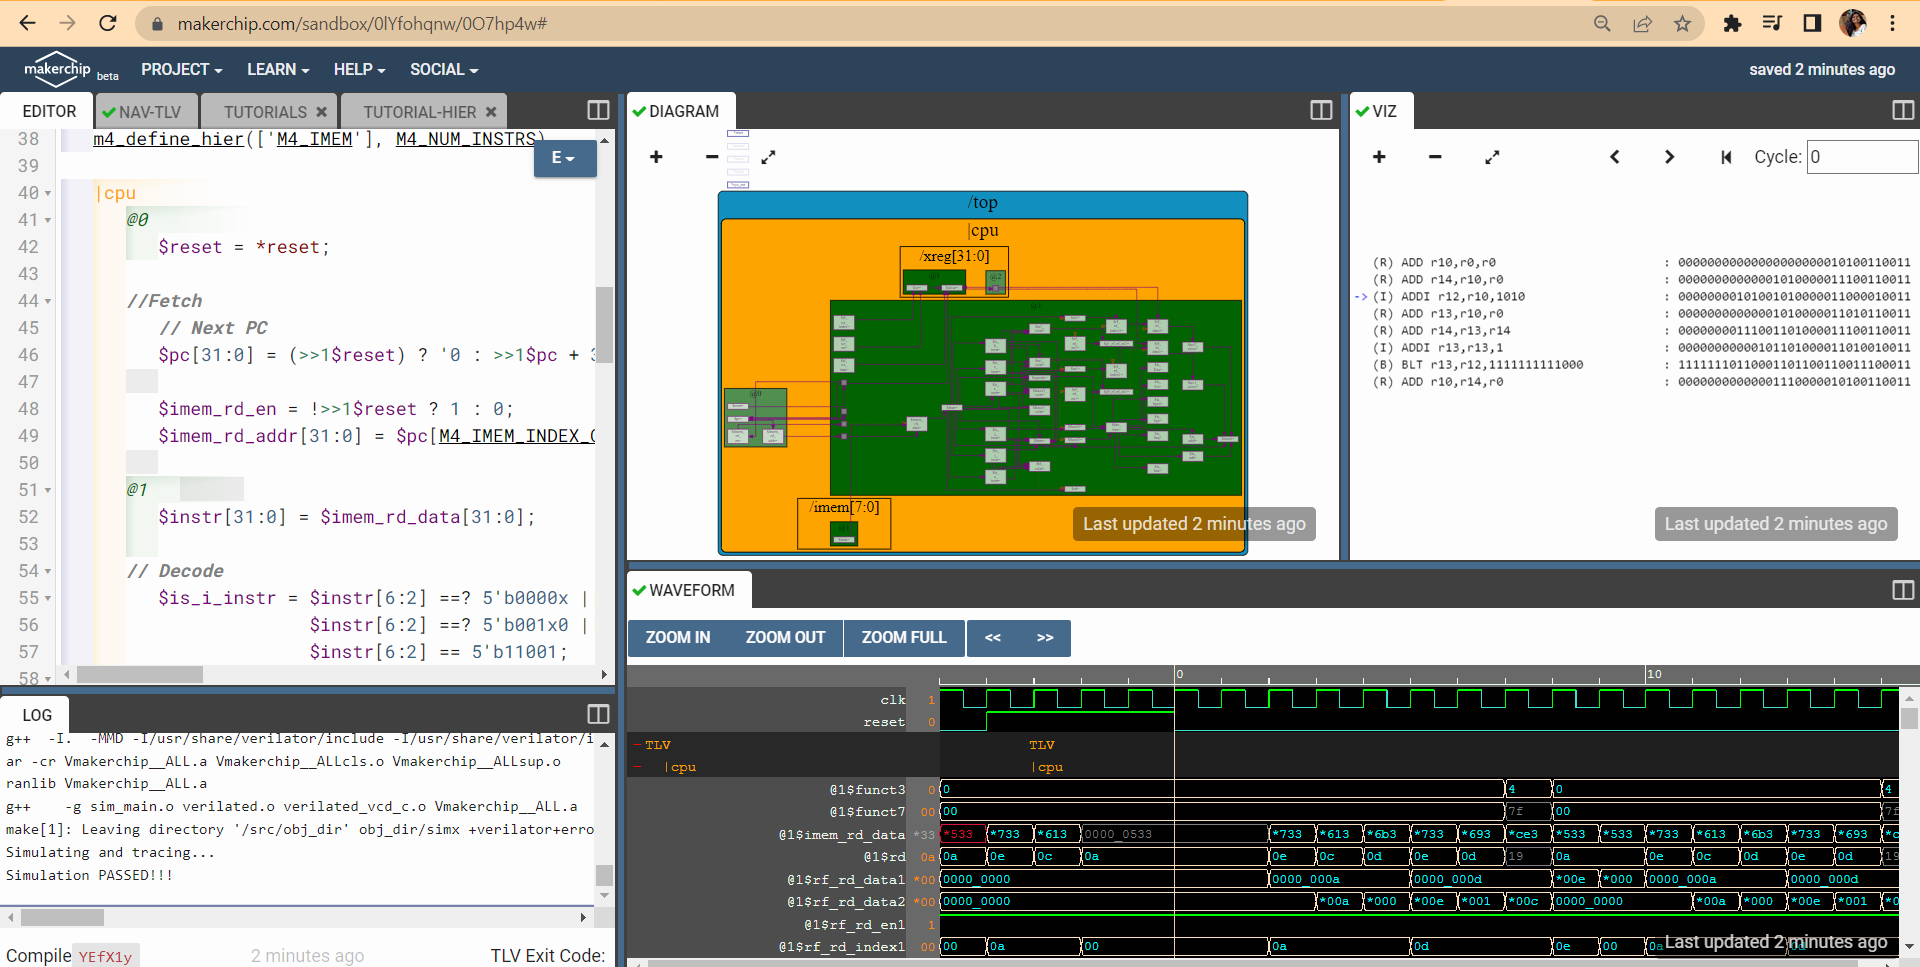 makerchip.com/sandbox/0lYfohqnw/0O7hp4w#
makerchip beta PROJECT LEARN HELP SOCIAL saved 2 minutes ago
EDITOR NAV-TLV TUTORIALS TUTORIAL-HIER
38 m4_define_hier(['M4_IMEM'], M4_NUM_INSTRS)
E
39
40 |cpu
41 @0
42 $reset = *reset;
43
44 //Fetch
45 // Next PC
46 $pc[31:0] = (>>1$reset) ? '0 : >>1$pc + 3
47
48 $imem_rd_en = !>>1$reset ? 1 : 0;
49 $imem_rd_addr[31:0] = $pc[M4_IMEM_INDEX_
50
51 @1
52 $instr[31:0] = $imem_rd_data[31:0];
53
54 // Decode
55 $is_i_instr = $instr[6:2] ==? 5'b0000x |
56 $instr[6:2] ==? 5'b001x0 |
57 $instr[6:2] == 5'b11001;
58
LOG
g++ -I. -MMD -I/usr/share/verilator/include -I/usr/share/verilator/i
ar -cr Vmakerchip__ALL.a Vmakerchip__ALLcls.o Vmakerchip__ALLsup.o
ranlib Vmakerchip__ALL.a
g++ -g sim_main.o verilated.o verilated_vcd_c.o Vmakerchip__ALL.a
make[1]: Leaving directory '/src/obj_dir' obj_dir/simx +verilator+erro
Simulating and tracing...
Simulation PASSED!!!
Compile YEfX1y 2 minutes ago TLV Exit Code:
DIAGRAM
/top
|cpu
/xreg[31:0]
/imem[7:0]
Last updated 2 minutes ago
VIZ
Cycle: 0
(R) ADD r10,r0,r0 : 00000000000000000000010100110011
(R) ADD r14,r10,r0 : 00000000000001010000011100110011
-> (I) ADDI r12,r10,1010 : 00000000101001010000011000010011
(R) ADD r13,r10,r0 : 00000000000001010000011010110011
(R) ADD r14,r13,r14 : 00000000111001101000011100110011
(I) ADDI r13,r13,1 : 00000000000101101000011010010011
(B) BLT r13,r12,1111111111000 : 11111110110001101100110011100011
(R) ADD r10,r14,r0 : 00000000000001110000010100110011
Last updated 2 minutes ago
WAVEFORM
ZOOM IN ZOOM OUT ZOOM FULL << >>
0 10
clk 1
reset 0
TLV TLV
|cpu |cpu
@1$funct3 0 0 4 0 4
@1$funct7 00 00 7f 00 7f
@1$imem_rd_data *33 *533 *733 *613 0000_0533 *733 *613 *6b3 *733 *693 *ce3 *533 *533 *733 *613 *6b3 *733 *693 *c
@1$rd 0a 0a 0e 0c 0a 0e 0c 0d 0e 0d 19 0a 0e 0c 0d 0e 0d 19
@1$rf_rd_data1 *00 0000_0000 0000_000a 0000_000d *00e *000 0000_000a 0000_000d
@1$rf_rd_data2 *00 0000_0000 *00a *000 *00e *001 *00c 0000_0000 *00a *000 *00e *001 *0
@1$rf_rd_en1 1
@1$rf_rd_index1 00 00 0a 00 0a 0d 0e 00 0a 0d
Last updated 2 minutes ago